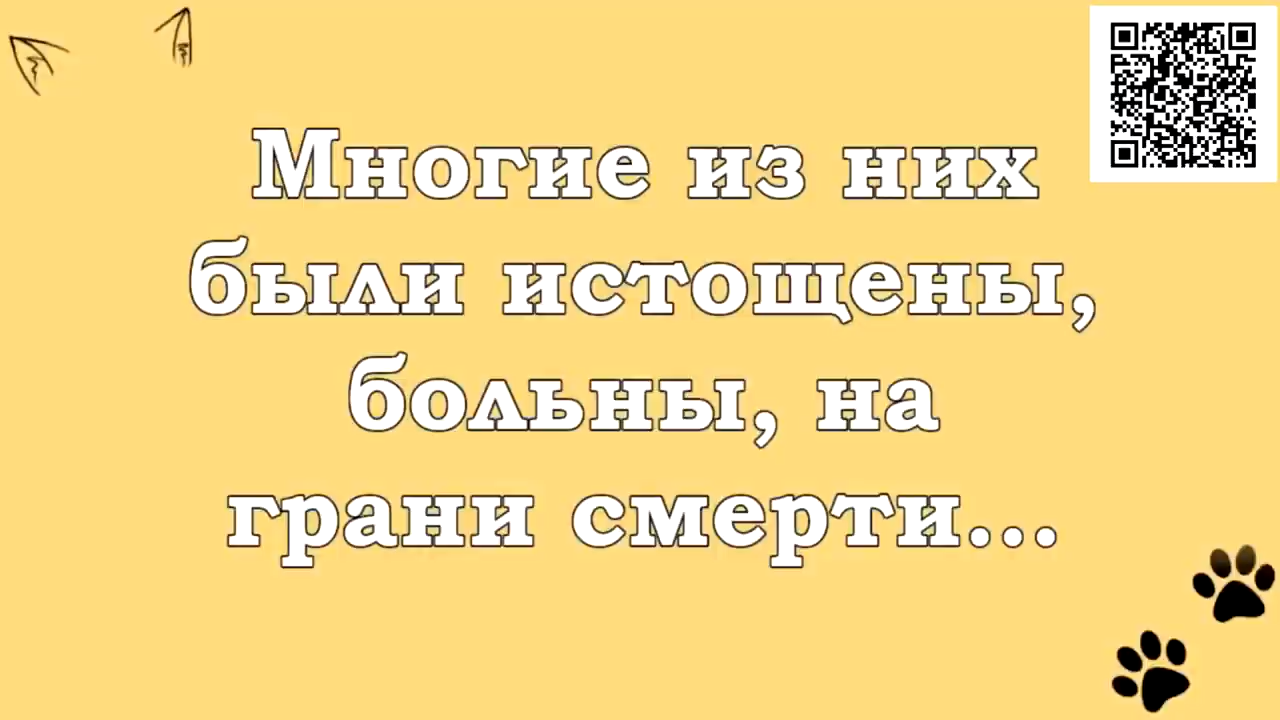 Многие из них
были истощены,
больны, на
грани смерти...